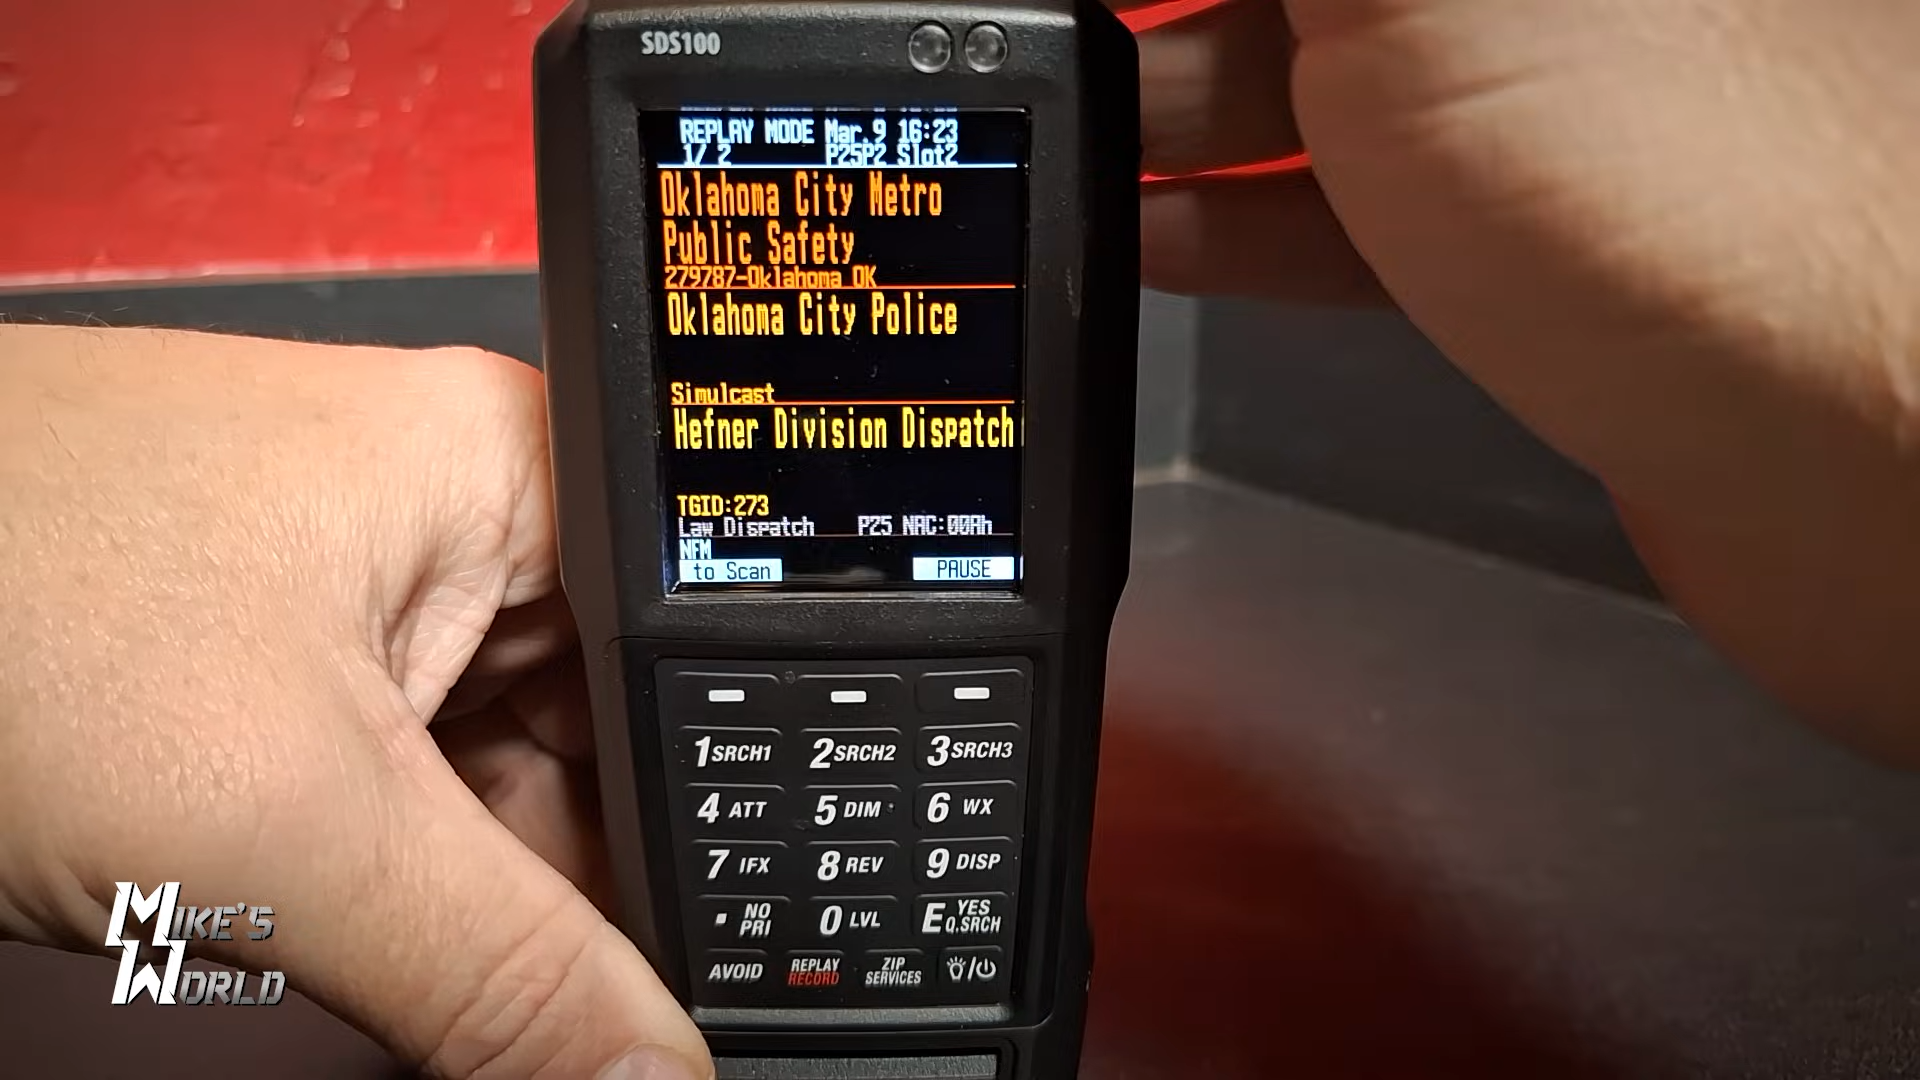 SDS100
REPLAY MODE Mar.9 16:23
1/ 2 P25P2 Slot2
Oklahoma City Metro
Public Safety
279787-Oklahoma OK
Oklahoma City Police
Simulcast
Hefner Division Dispatch
TGID:273
Law Dispatch P25 NAC:00Ah
NFM
to Scan PAUSE
1 SRCH1 2 SRCH2 3 SRCH3
4 ATT 5 DIM 6 WX
7 IFX 8 REV 9 DISP
. NO PRI 0 LVL E YES Q.SRCH
AVOID REPLAY RECORD ZIP SERVICES
MIKE'S
WORLD